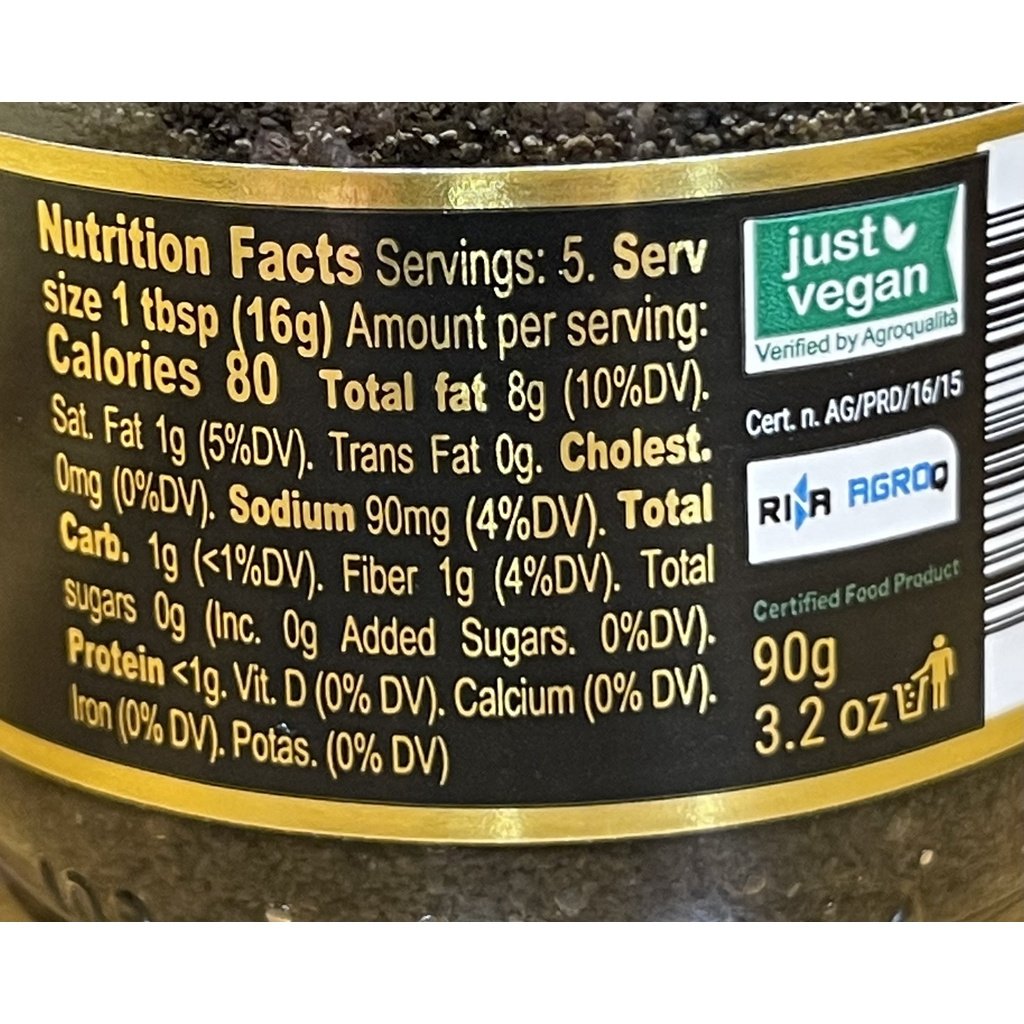 Nutrition Facts Servings: 5. Serv
size 1 tbsp (16g) Amount per serving:
Calories 80 Total fat 8g (10%DV).
Sat. Fat 1g (5%DV). Trans Fat 0g. Cholest.
0mg (0%DV). Sodium 90mg (4%DV). Total
Carb. 1g (<1%DV). Fiber 1g (4%DV). Total
sugars 0g (Inc. 0g Added Sugars. 0%DV).
Protein <1g. Vit. D (0% DV). Calcium (0% DV).
Iron (0% DV). Potas. (0% DV)
just
vegan
Verified by Agroqualità
Cert. n. AG/PRD/16/15
RINA AGROQ
Certified Food Product
90g
3.2 oz